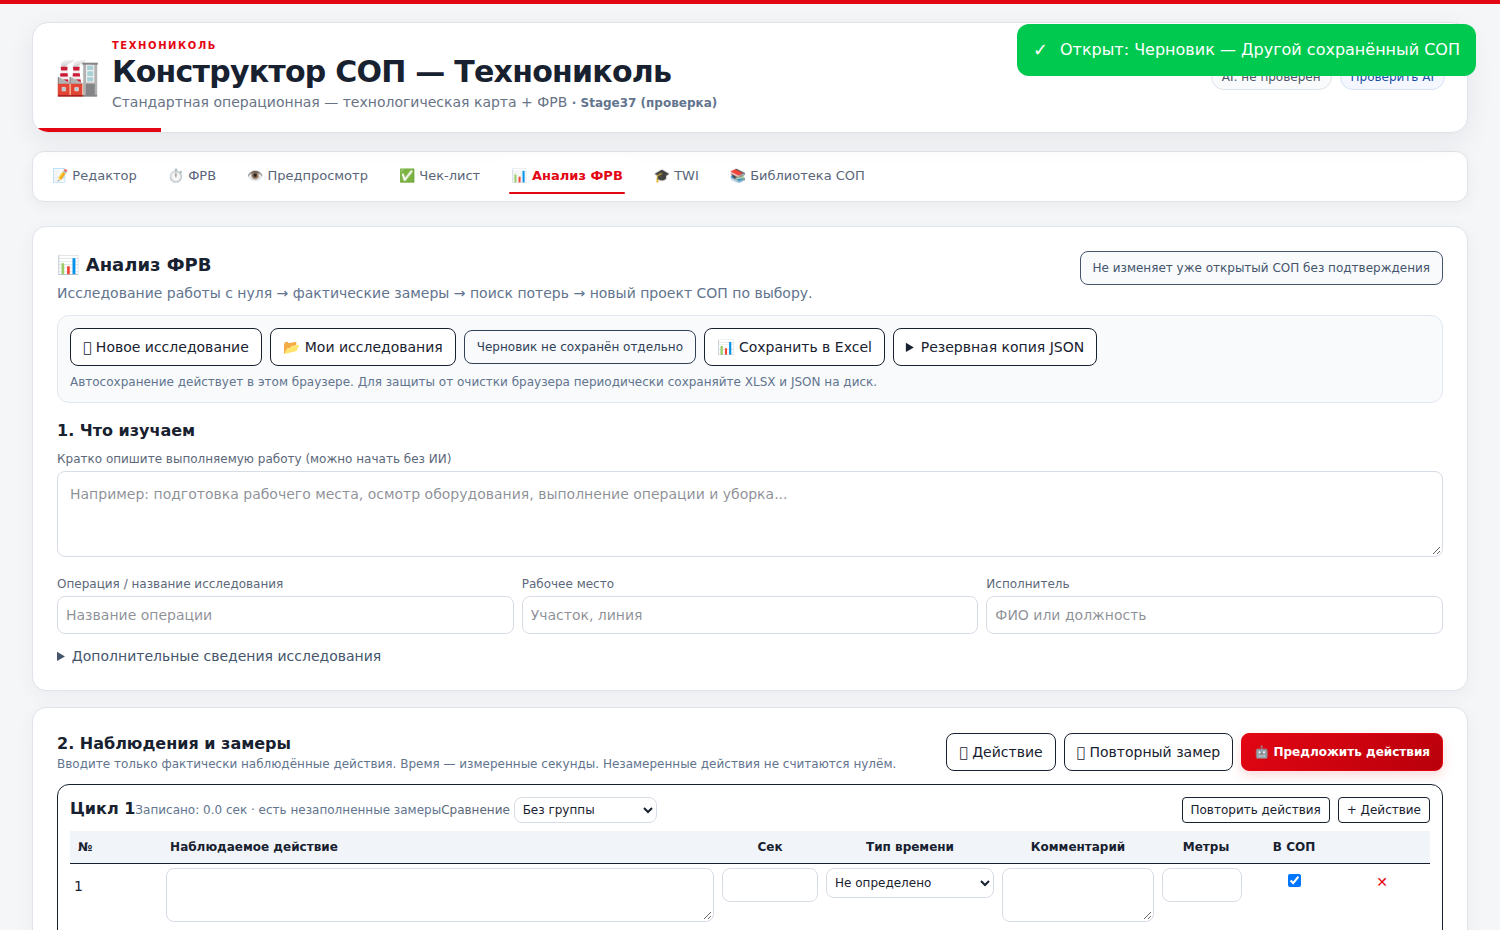 ТЕХНОНИКОЛЬ
Конструктор СОП — Технониколь
Стандартная операционная — технологическая карта + ФРВ · Stage37 (проверка)
✓ Открыт: Черновик — Другой сохранённый СОП
AI: не проверен
Проверить AI
Редактор
ФРВ
Предпросмотр
Чек-лист
Анализ ФРВ
TWI
Библиотека СОП
Анализ ФРВ
Не изменяет уже открытый СОП без подтверждения
Исследование работы с нуля → фактические замеры → поиск потерь → новый проект СОП по выбору.
Новое исследование
Мои исследования
Черновик не сохранён отдельно
Сохранить в Excel
Резервная копия JSON
Автосохранение действует в этом браузере. Для защиты от очистки браузера периодически сохраняйте XLSX и JSON на диск.
1. Что изучаем
Кратко опишите выполняемую работу (можно начать без ИИ)
Например: подготовка рабочего места, осмотр оборудования, выполнение операции и уборка...
Операция / название исследования
Рабочее место
Исполнитель
Название операции
Участок, линия
ФИО или должность
Дополнительные сведения исследования
2. Наблюдения и замеры
Вводите только фактически наблюдённые действия. Время — измеренные секунды. Незамеренные действия не считаются нулём.
Действие
Повторный замер
Предложить действия
Цикл 1Записано: 0.0 сек · есть незаполненные замерыСравнение Без группы
Повторить действия
+ Действие
№ Наблюдаемое действие Сек Тип времени Комментарий Метры В СОП
1 Не определено ✕